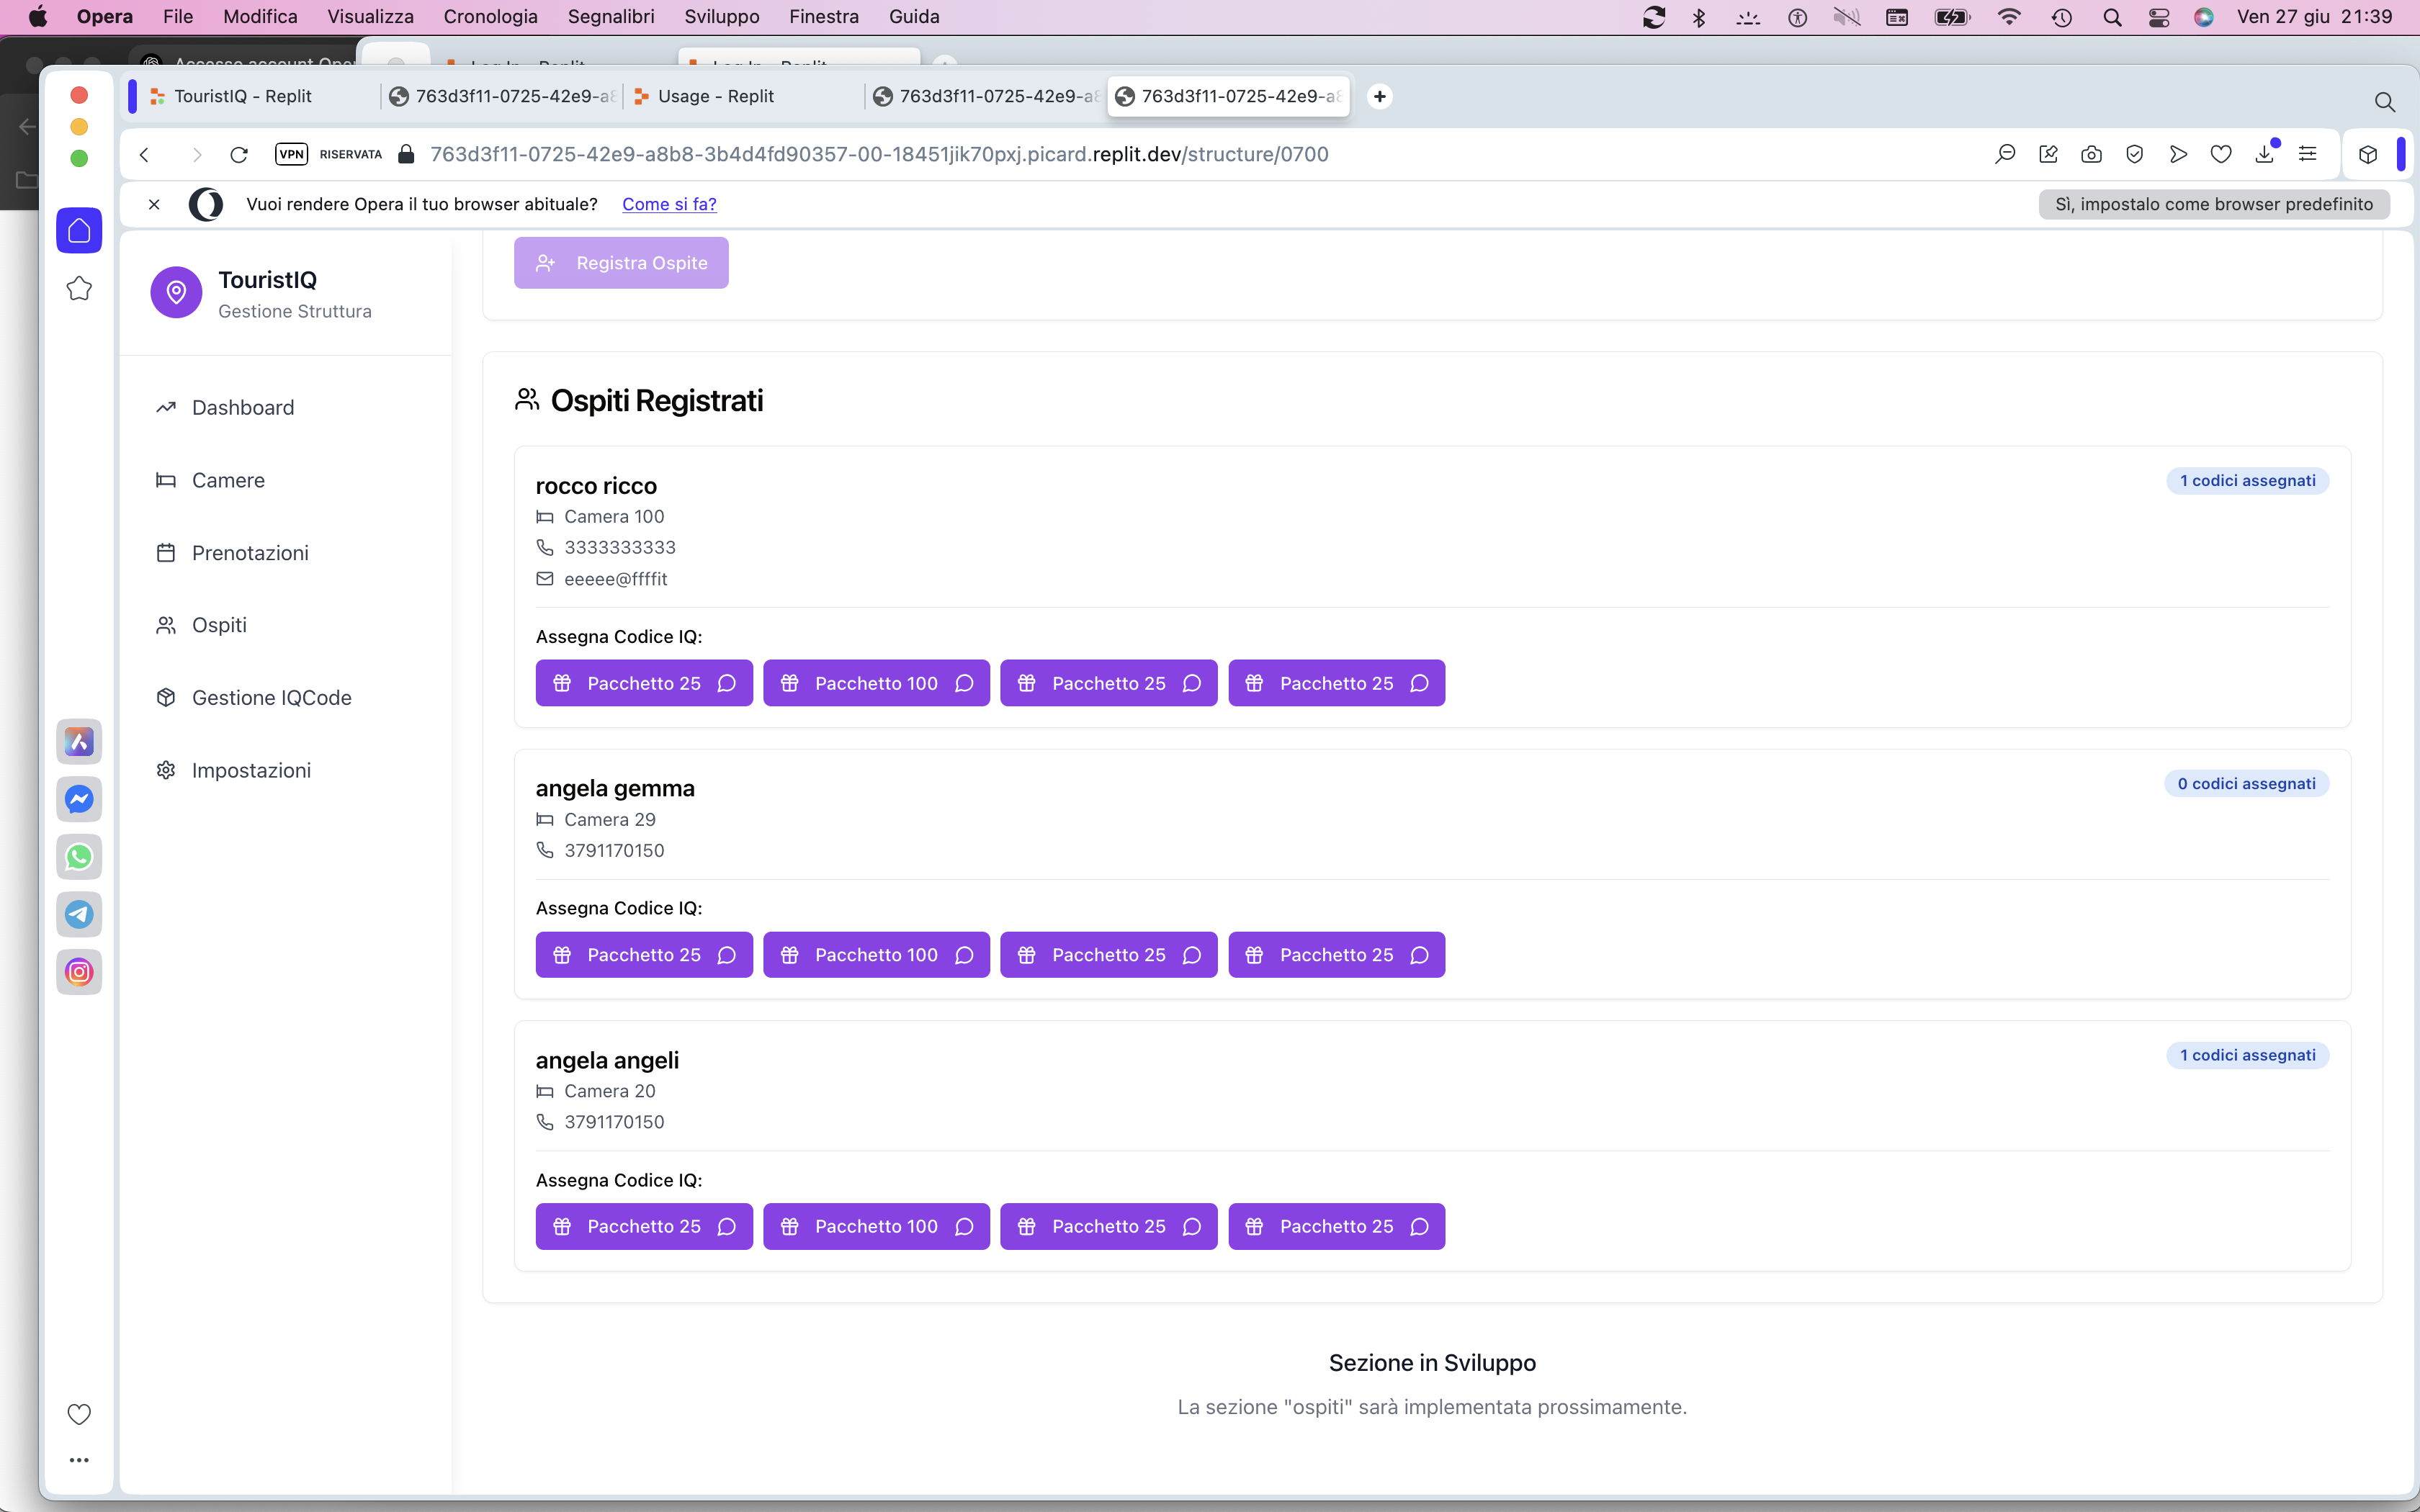 Opera File Modifica Visualizza Cronologia Segnalibri Sviluppo Finestra Guida Ven 27 giu 21:39
TouristIQ - Replit 763d3f11-0725-42e9-a8 Usage - Replit 763d3f11-0725-42e9-a8 763d3f11-0725-42e9-a8
VPN RISERVATA 763d3f11-0725-42e9-a8b8-3b4d4fd90357-00-18451jik70pxj.picard.replit.dev/structure/0700
Vuoi rendere Opera il tuo browser abituale? Come si fa? Sì, impostalo come browser predefinito
TouristIQ
Gestione Struttura
Dashboard
Camere
Prenotazioni
Ospiti
Gestione IQCode
Impostazioni
Registra Ospite
Ospiti Registrati
rocco ricco 1 codici assegnati
Camera 100
3333333333
eeeee@ffffit
Assegna Codice IQ:
Pacchetto 25 Pacchetto 100 Pacchetto 25 Pacchetto 25
angela gemma 0 codici assegnati
Camera 29
3791170150
Assegna Codice IQ:
Pacchetto 25 Pacchetto 100 Pacchetto 25 Pacchetto 25
angela angeli 1 codici assegnati
Camera 20
3791170150
Assegna Codice IQ:
Pacchetto 25 Pacchetto 100 Pacchetto 25 Pacchetto 25
Sezione in Sviluppo
La sezione "ospiti" sarà implementata prossimamente.